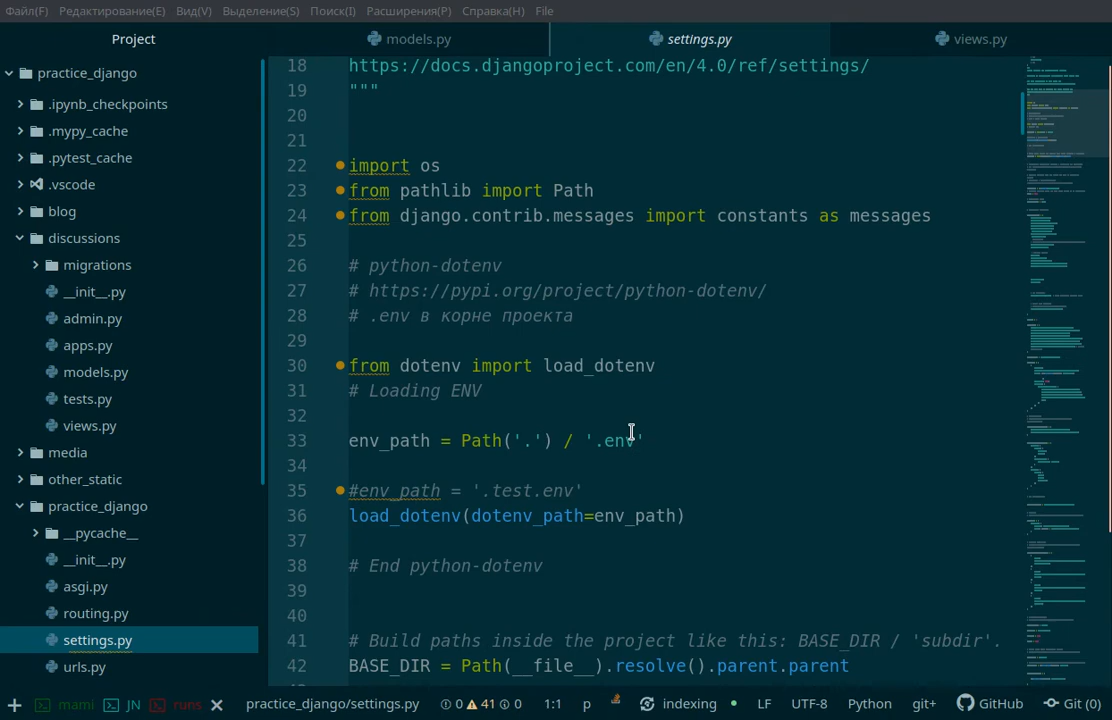 Файл(F) Редактирование(E) Вид(V) Выделение(S) Поиск(I) Расширения(P) Справка(H) File
Project models.py settings.py views.py
practice_django
.ipynb_checkpoints
.mypy_cache
.pytest_cache
.vscode
blog
discussions
migrations
__init__.py
admin.py
apps.py
models.py
tests.py
views.py
media
other_static
practice_django
__pycache__
__init__.py
asgi.py
routing.py
settings.py
urls.py
18 https://docs.djangoproject.com/en/4.0/ref/settings/
19 """
20
21
22 import os
23 from pathlib import Path
24 from django.contrib.messages import constants as messages
25
26 # python-dotenv
27 # https://pypi.org/project/python-dotenv/
28 # .env в корне проекта
29
30 from dotenv import load_dotenv
31 # Loading ENV
32
33 env_path = Path('.') / '.env'
34
35 #env_path = '.test.env'
36 load_dotenv(dotenv_path=env_path)
37
38 # End python-dotenv
39
40
41 # Build paths inside the project like this: BASE_DIR / 'subdir'.
42 BASE_DIR = Path(__file__).resolve().parent.parent
mami JN runs practice_django/settings.py 0 41 0 1:1 p indexing LF UTF-8 Python git+ GitHub Git (0)